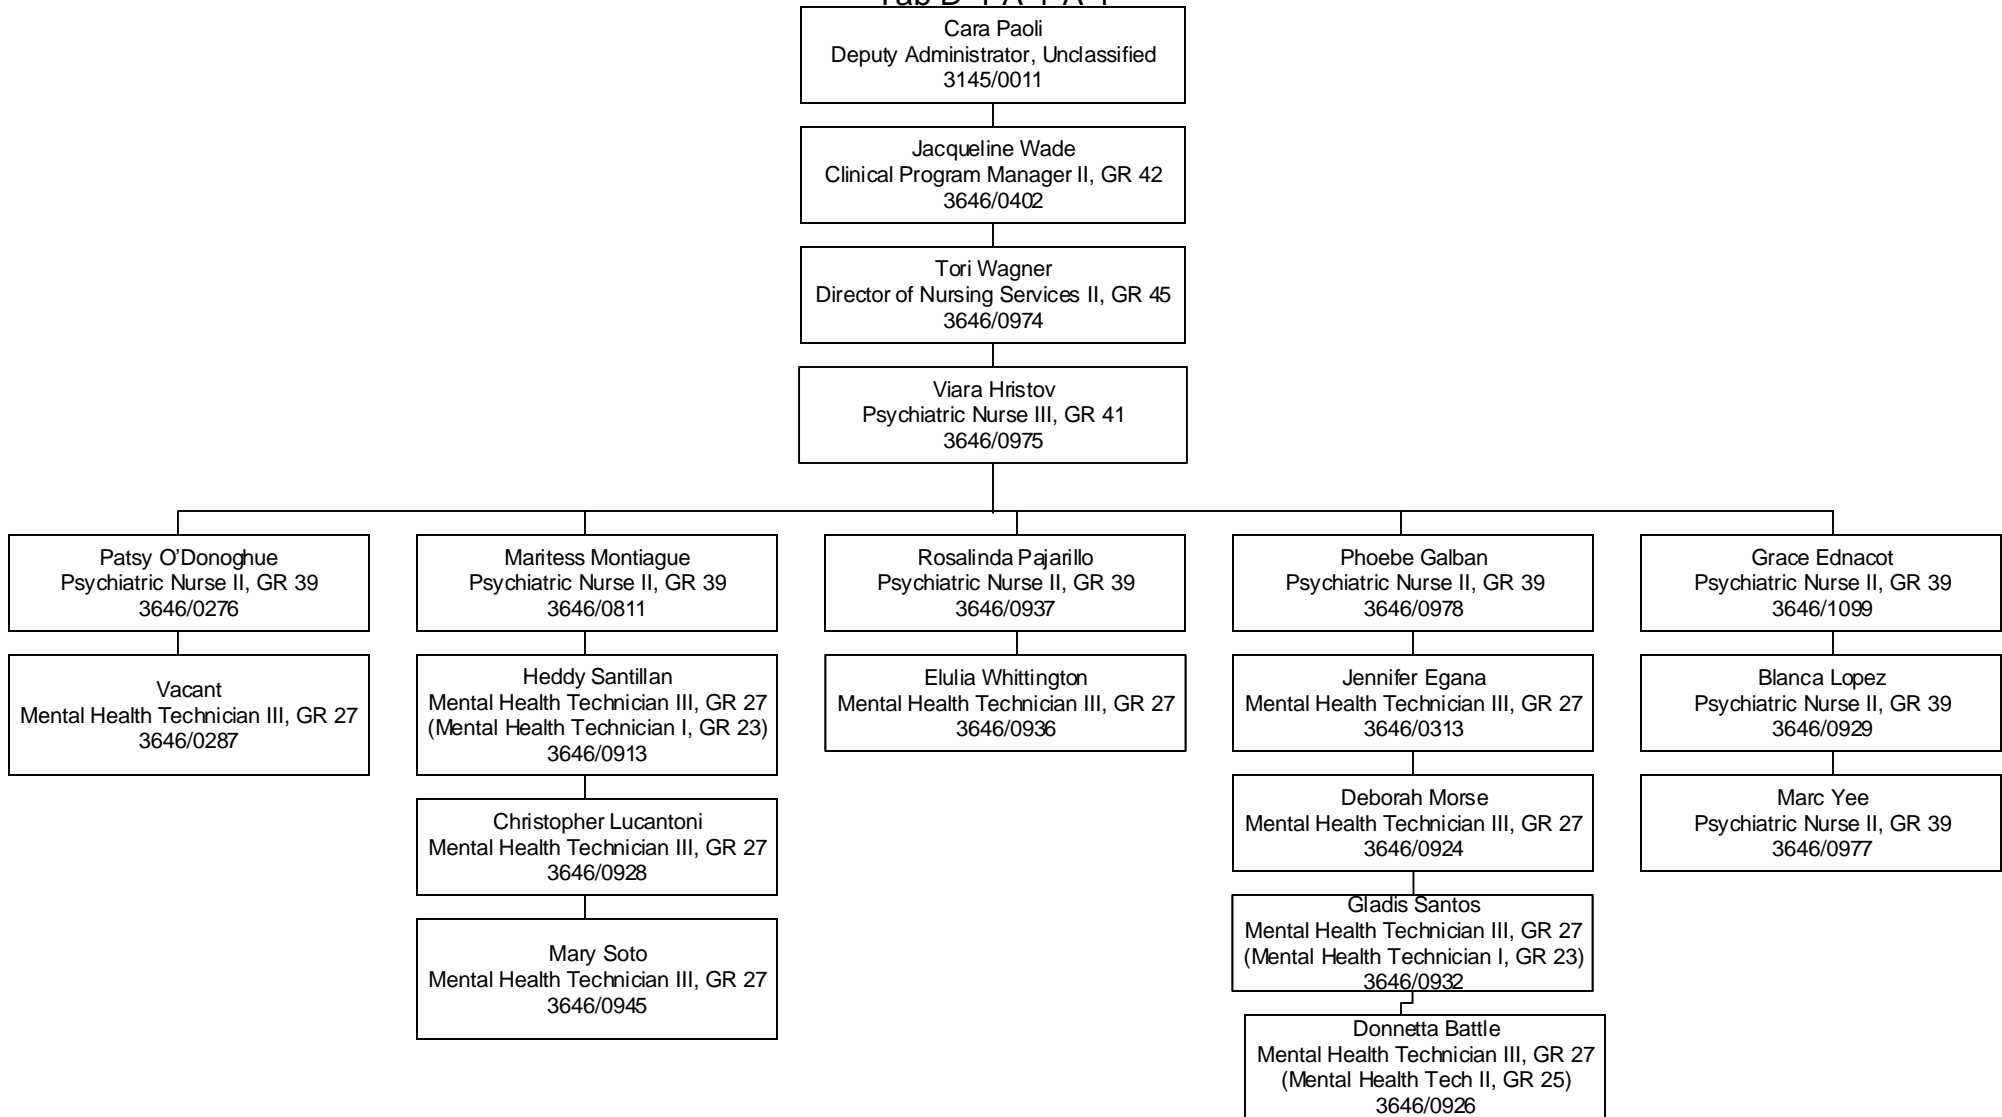 Cara Paoli
Deputy Administrator, Unclassified
3145/0011
Jacqueline Wade
Clinical Program Manager II, GR 42
3646/0402
Tori Wagner
Director of Nursing Services II, GR 45
3646/0974
Viara Hristov
Psychiatric Nurse III, GR 41
3646/0975
Patsy O’Donoghue
Psychiatric Nurse II, GR 39
3646/0276
Vacant
Mental Health Technician III, GR 27
3646/0287
Maritess Montiague
Psychiatric Nurse II, GR 39
3646/0811
Heddy Santillan
Mental Health Technician III, GR 27
(Mental Health Technician I, GR 23)
3646/0913
Christopher Lucantoni
Mental Health Technician III, GR 27
3646/0928
Mary Soto
Mental Health Technician III, GR 27
3646/0945
Rosalinda Pajarillo
Psychiatric Nurse II, GR 39
3646/0937
Elulia Whittington
Mental Health Technician III, GR 27
3646/0936
Phoebe Galban
Psychiatric Nurse II, GR 39
3646/0978
Jennifer Egana
Mental Health Technician III, GR 27
3646/0313
Deborah Morse
Mental Health Technician III, GR 27
3646/0924
Gladis Santos
Mental Health Technician III, GR 27
(Mental Health Technician I, GR 23)
3646/0932
Donnetta Battle
Mental Health Technician III, GR 27
(Mental Health Tech II, GR 25)
3646/0926
Grace Ednacot
Psychiatric Nurse II, GR 39
3646/1099
Blanca Lopez
Psychiatric Nurse II, GR 39
3646/0929
Marc Yee
Psychiatric Nurse II, GR 39
3646/0977